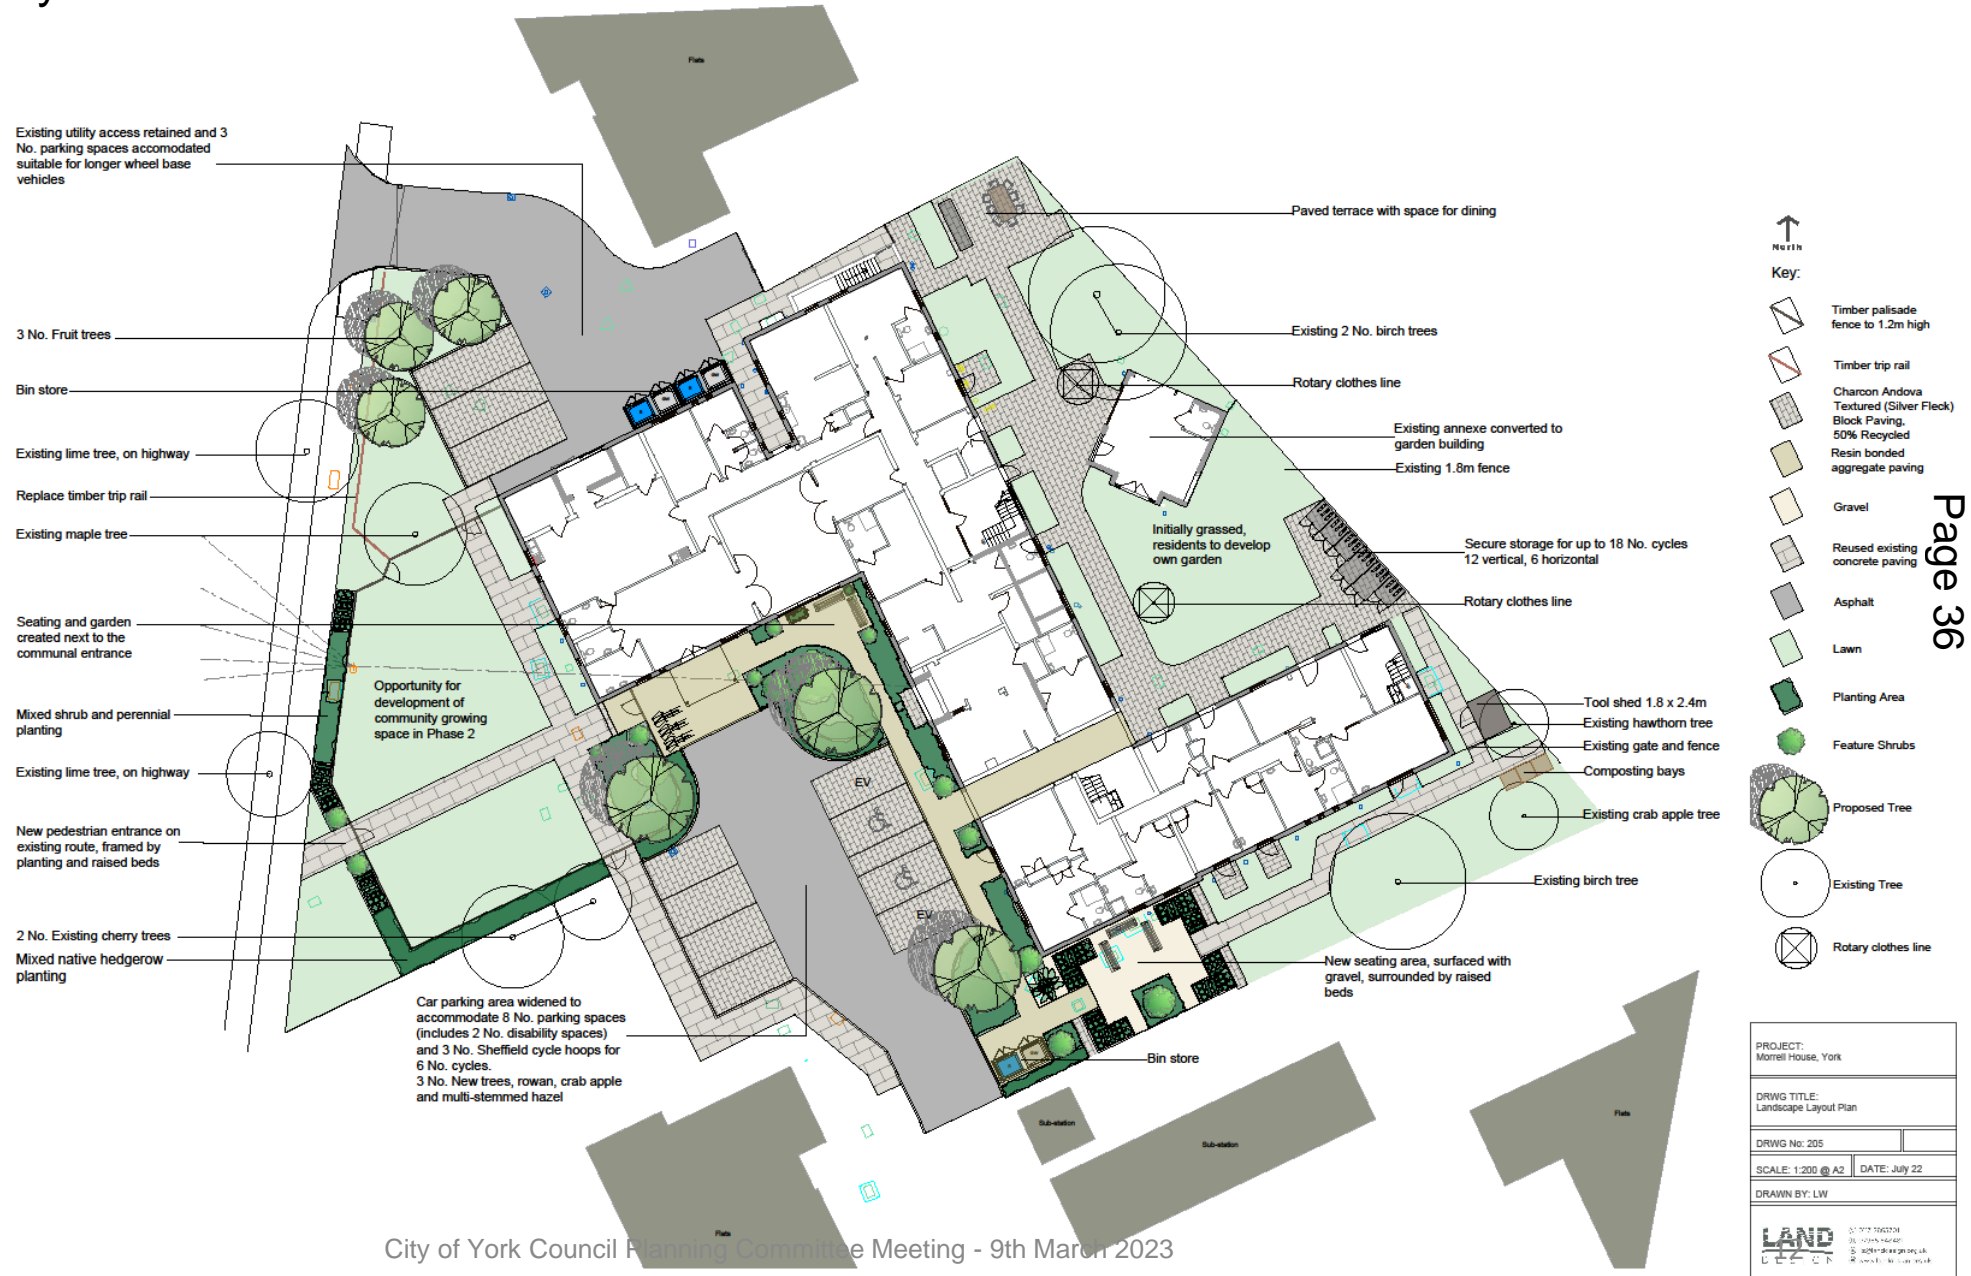 y
Flats
Existing utility access retained and 3
No. parking spaces accomodated
suitable for longer wheel base
vehicles
3 No. Fruit trees
Bin store
Existing lime tree, on highway
Replace timber trip rail
Existing maple tree
Seating and garden
created next to the
communal entrance
Mixed shrub and perennial
planting
Existing lime tree, on highway
New pedestrian entrance on
existing route, framed by
planting and raised beds
2 No. Existing cherry trees
Mixed native hedgerow
planting
Opportunity for
development of
community growing
space in Phase 2
Car parking area widened to
accommodate 8 No. parking spaces
(includes 2 No. disability spaces)
and 3 No. Sheffield cycle hoops for
6 No. cycles.
3 No. New trees, rowan, crab apple
and multi-stemmed hazel
EV
EV
Paved terrace with space for dining
Existing 2 No. birch trees
Rotary clothes line
Existing annexe converted to
garden building
Existing 1.8m fence
Initially grassed,
residents to develop
own garden
Secure storage for up to 18 No. cycles
12 vertical, 6 horizontal
Rotary clothes line
Tool shed 1.8 x 2.4m
Existing hawthorn tree
Existing gate and fence
Composting bays
Existing crab apple tree
Existing birch tree
New seating area, surfaced with
gravel, surrounded by raised
beds
Bin store
Sub-station
Sub-station
Flats
Flats
North
Key:
Timber palisade
fence to 1.2m high
Timber trip rail
Charcon Andova
Textured (Silver Fleck)
Block Paving,
50% Recycled
Resin bonded
aggregate paving
Gravel
Reused existing
concrete paving
Asphalt
Lawn
Planting Area
Feature Shrubs
Proposed Tree
Existing Tree
Rotary clothes line
Page 36
PROJECT:
Morrell House, York
DRWG TITLE:
Landscape Layout Plan
DRWG No: 205
SCALE: 1:200 @ A2
DATE: July 22
DRAWN BY: LW
LAND
DESIGN
12
City of York Council Planning Committee Meeting - 9th March 2023